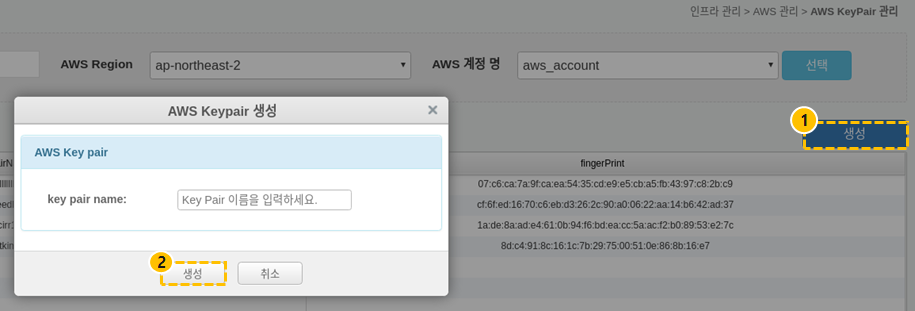 인프라 관리 > AWS 관리 > AWS KeyPair 관리
AWS Region
ap-northeast-2
AWS 계정 명
aws_account
선택
AWS Keypair 생성
1
생성
AWS Key pair
fingerPrint
key pair name:
Key Pair 이름을 입력하세요.
07:c6:ca:7a:9f:ca:ea:54:35:cd:e9:e5:cb:a5:fb:43:97:c8:2b:c9
cf:6f:ed:16:70:c6:eb:d3:26:2c:90:a0:06:22:aa:14:b6:42:ad:37
1a:de:8a:ad:e4:61:0b:94:f6:bd:ea:cc:5a:ac:f2:b0:89:53:e2:7c
8d:c4:91:8c:16:1c:7b:29:75:00:51:0e:86:8b:16:e7
2
생성
취소